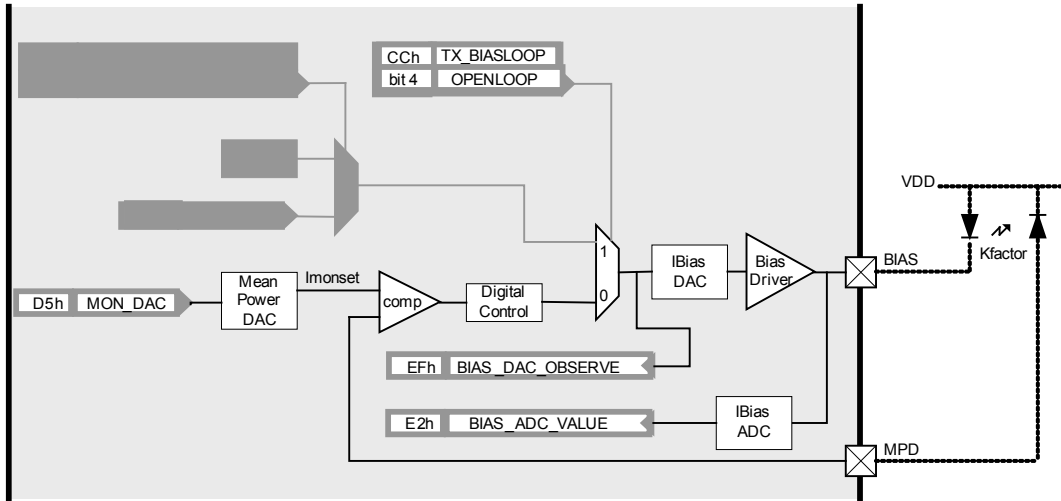 CCh TX_BIASLOOP
bit 4 OPENLOOP
VDD
Kfactor
1
0
IBias
DAC
Bias
Driver
BIAS
D5h MON_DAC
Mean
Power
DAC
Imonset
comp
Digital
Control
EFh BIAS_DAC_OBSERVE
E2h BIAS_ADC_VALUE
IBias
ADC
MPD